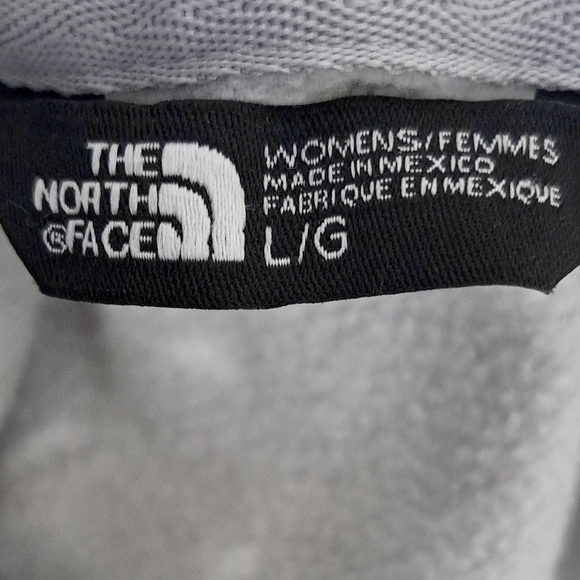 THE
NORTH
®FACE
WOMENS/FEMMES
MADE IN MEXICO
FABRIQUE EN MEXIQUE
L/G